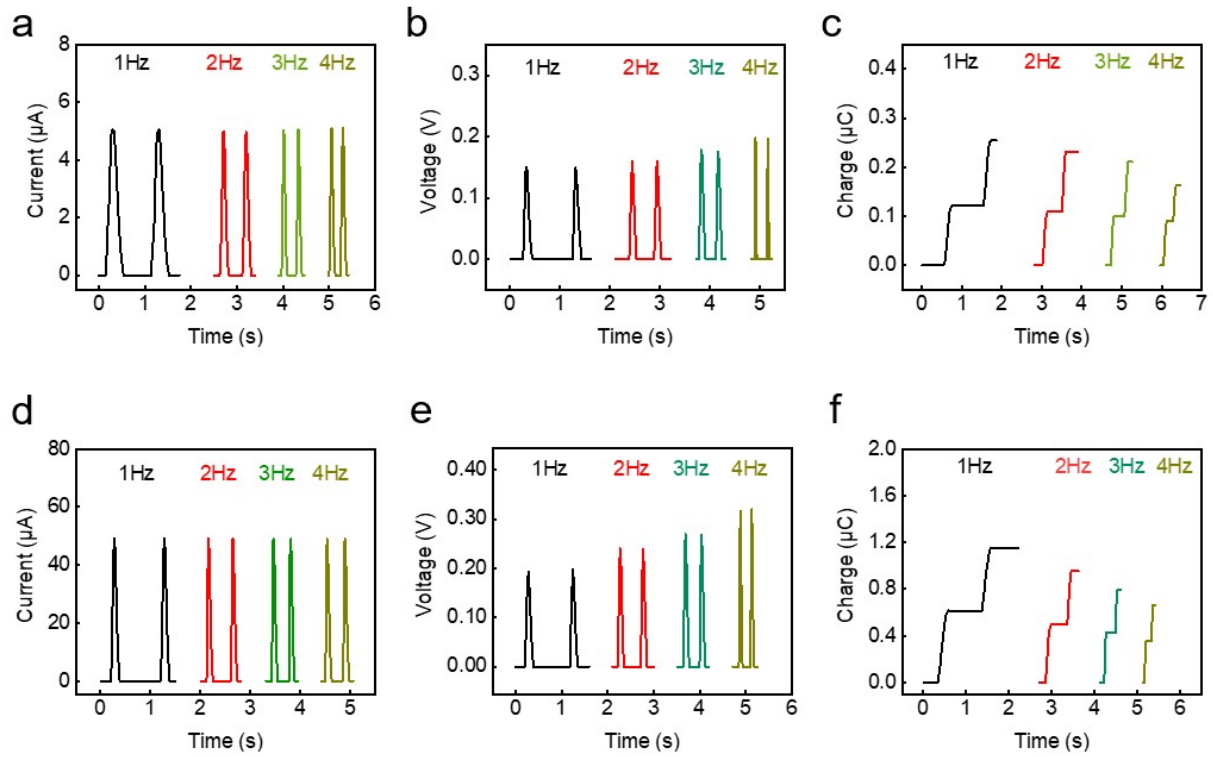 a
8
6
4
2
0
Current (μA)
1Hz 2Hz 3Hz 4Hz
0 1 2 3 4 5 6
Time (s)
b
0.3
0.2
0.1
0.0
Voltage (V)
1Hz 2Hz 3Hz 4Hz
0 1 2 3 4 5
Time (s)
c
0.4
0.3
0.2
0.1
0.0
Charge (μC)
1Hz 2Hz 3Hz 4Hz
0 1 2 3 4 5 6 7
Time (s)
d
80
60
40
20
0
Current (μA)
1Hz 2Hz 3Hz 4Hz
0 1 2 3 4 5
Time (s)
e
0.40
0.30
0.20
0.10
0.00
Voltage (V)
1Hz 2Hz 3Hz 4Hz
0 1 2 3 4 5 6
Time (s)
f
2.0
1.6
1.2
0.8
0.4
0.0
Charge (μC)
1Hz 2Hz 3Hz 4Hz
0 1 2 3 4 5 6
Time (s)